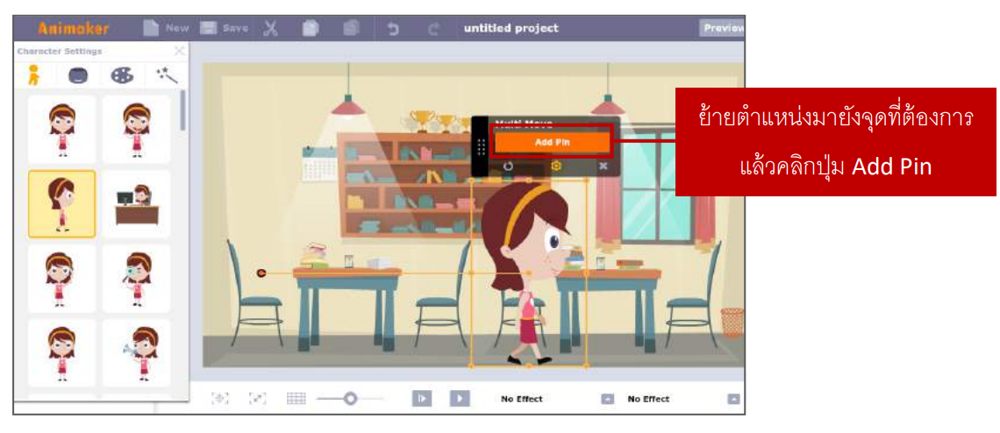 Animaker
New
Save
untitled project
Preview
Character Settings
Multi Move
Add Pin
ย้ายตำแหน่งมายังจุดที่ต้องการ
แล้วคลิกปุ่ม Add Pin
No Effect
No Effect